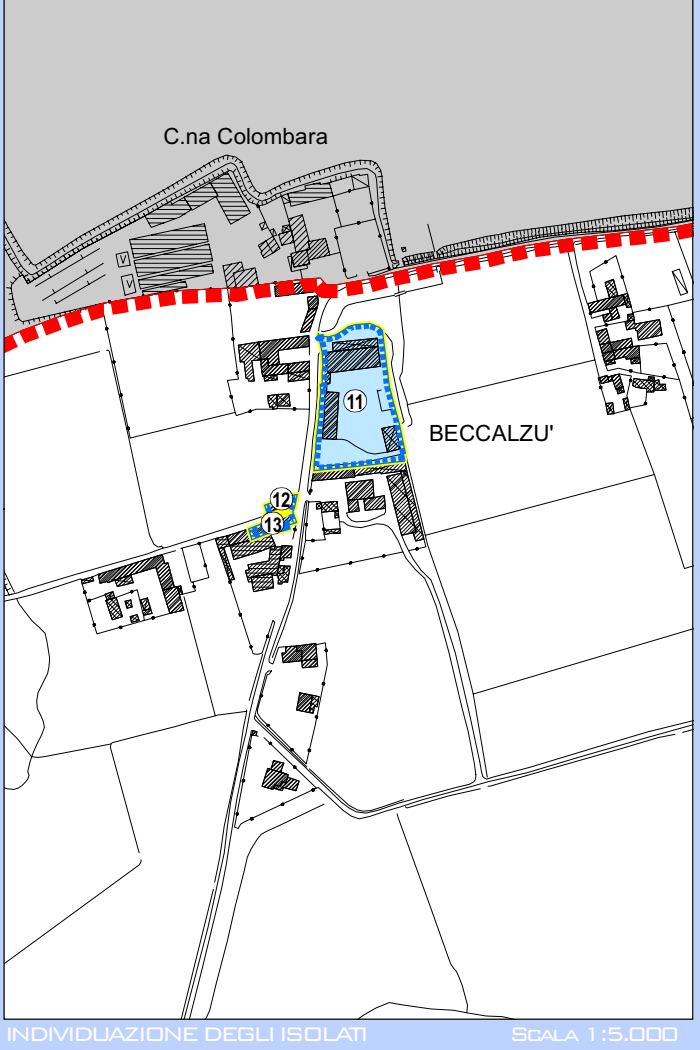 C.na Colombara
V
V
11
BECCALZU'
12
13
INDIVIDUAZIONE DEGLI ISOLATI
SCALA 1:5.000